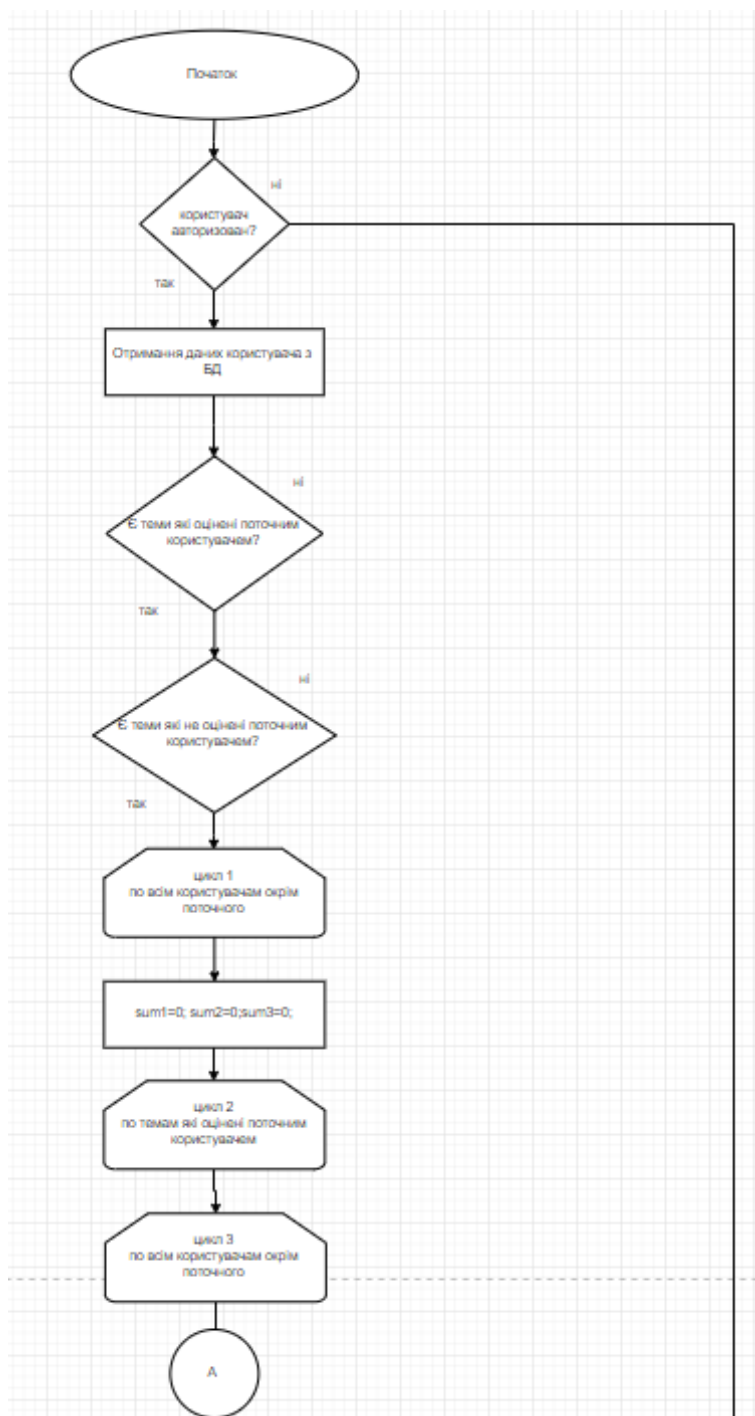 Початок
ні
користувач
авторизован?
так
Отримання даних користувача з
БД
ні
Є теми які оцінені поточним
користувачем?
так
ні
Є теми які не оцінені поточним
користувачем?
так
цикл 1
по всім користувачам окрім
поточного
sum1=0; sum2=0;sum3=0;
цикл 2
по темам які оцінені поточним
користувачем
цикл 3
по всім користувачам окрім
поточного
А